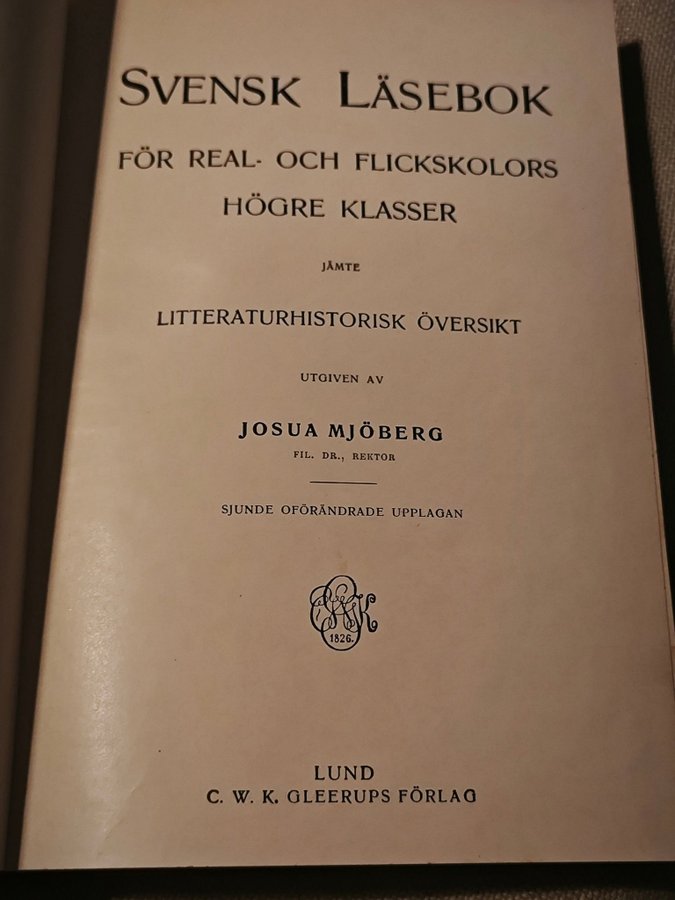 SVENSK LÄSEBOK
FÖR REAL- OCH FLICKSKOLORS
HÖGRE KLASSER
JÄMTE
LITTERATURHISTORISK ÖVERSIKT
UTGIVEN AV
JOSUA MJÖBERG
FIL. DR., REKTOR
SJUNDE OFÖRÄNDRADE UPPLAGAN
1826.
LUND
C. W. K. GLEERUPS FÖRLAG